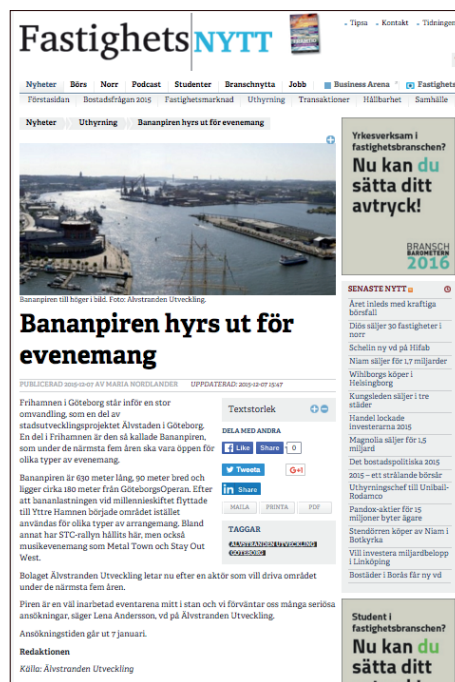 Fastighets NYTT
Tipsa Kontakt Tidningen
Nyheter Börs Norr Podcast Studenter Branschnytta Jobb Business Arena Fastighets
Förstasidan Bostadsfrågan 2015 Fastighetsmarknad Uthyrning Transaktioner Hållbarhet Samhälle
Nyheter Uthyrning Bananpiren hyrs ut för evenemang
Bananpiren till höger i bild. Foto: Älvstranden Utveckling.
Bananpiren hyrs ut för
evenemang
PUBLICERAD 2015-12-07 AV MARIA NORDLANDER UPPDATERAD: 2015-12-07 15:47
Frihamnen i Göteborg står inför en stor
omvandling, som en del av
stadsutvecklingsprojektet Älvstaden i Göteborg.
En del i Frihamnen är den så kallade Bananpiren,
som under de närmsta fem åren ska vara öppen för
olika typer av evenemang.
Bananpiren är 630 meter lång, 90 meter bred och
ligger cirka 180 meter från GöteborgsOperan. Efter
att bananlastningen vid millennieskiftet flyttade
till Yttre Hamnen började området istället
användas för olika typer av arrangemang. Bland
annat har STC-rallyn hållits här, men också
musikevenemang som Metal Town och Stay Out
West.
Bolaget Älvstranden Utveckling letar nu efter en aktör som vill driva området
under de närmsta fem åren.
Piren är en väl inarbetad eventarena mitt i stan och vi förväntar oss många seriösa
ansökningar, säger Lena Andersson, vd på Älvstranden Utveckling.
Ansökningstiden går ut 7 januari.
Redaktionen
Källa: Älvstranden Utveckling
Textstorlek
DELA MED ANDRA
Like Share 0
Tweeta G+1
in Share
MAILA PRINTA PDF
TAGGAR
ÄLVSTRANDEN UTVECKLING
GÖTEBORG
Yrkesverksam i
fastighetsbranschen?
Nu kan du
sätta ditt
avtryck!
BRANSCH
BAROMETERN
2016
SENASTE NYTT
Året inleds med kraftiga
börsfall
Diös säljer 30 fastigheter i
norr
Schelin ny vd på Hifab
Niam säljer för 1,7 miljarder
Wihlborgs köper i
Helsingborg
Kungsleden säljer i tre
städer
Handel lockade
investerarna 2015
Magnolia säljer för 1,5
miljard
Det bostadspolitiska 2015
2015 – ett strålande börsår
Uthyrningschef till Unibail-
Rodamco
Pandox-aktier för 15
miljoner byter ägare
Stendörren köper av Niam i
Botkyrka
Vill investera miljardbelopp
i Linköping
Bostäder i Borås får ny vd
Student i
fastighetsbranschen?
Nu kan du
sätta ditt